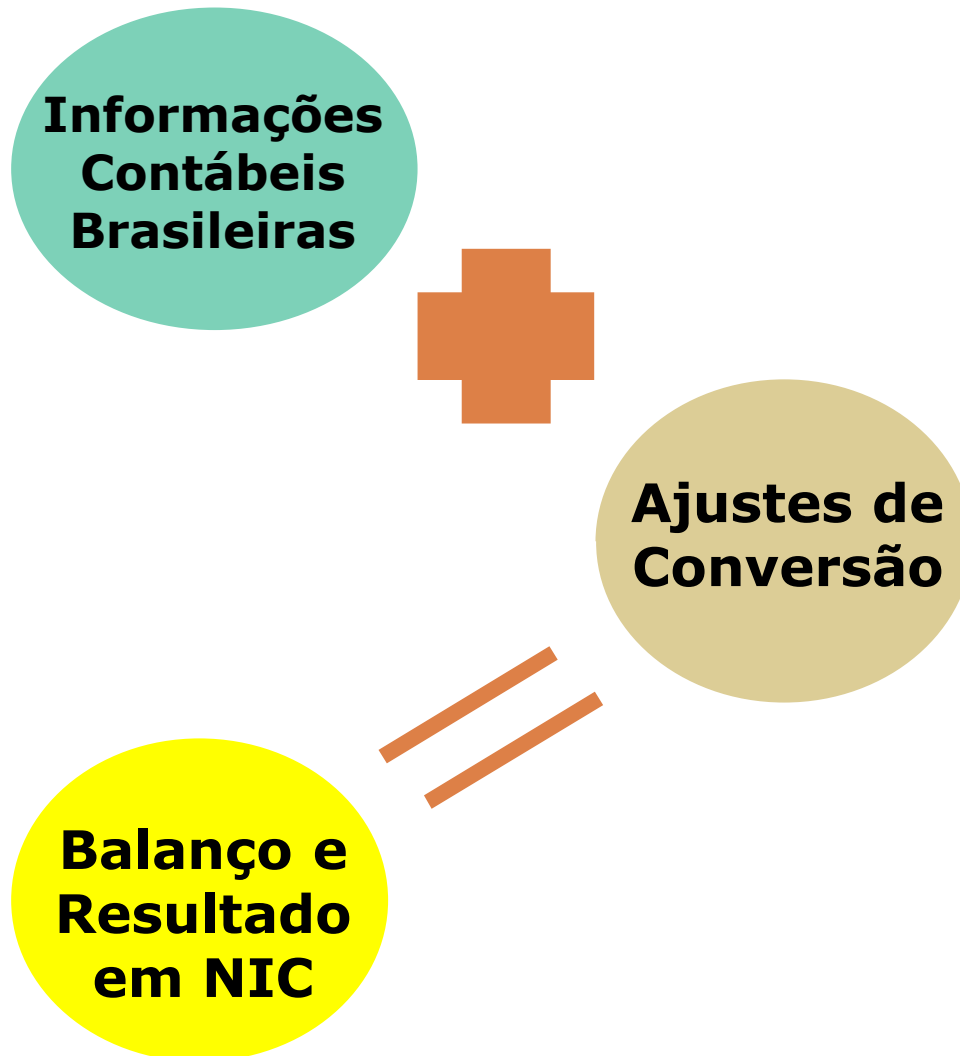 Informações
Contábeis
Brasileiras
Ajustes de
Conversão
Balanço e
Resultado
em NIC